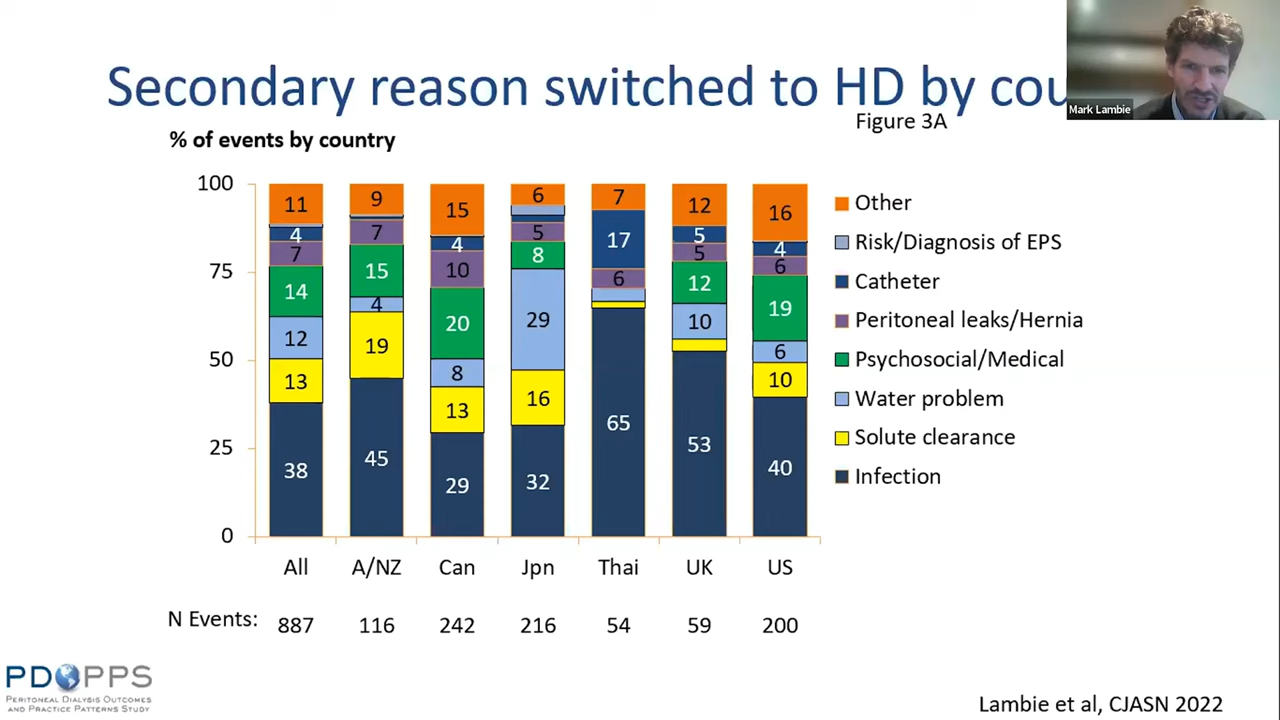 Secondary reason switched to HD by cou
Mark Lambie
Figure 3A
% of events by country
100
75
50
25
0
11
4
7
14
12
13
38
9
7
15
4
19
45
15
4
10
20
8
13
29
6
5
8
29
16
32
7
17
6
65
12
5
5
12
10
53
16
4
6
19
6
10
40
Other
Risk/Diagnosis of EPS
Catheter
Peritoneal leaks/Hernia
Psychosocial/Medical
Water problem
Solute clearance
Infection
All A/NZ Can Jpn Thai UK US
N Events: 887 116 242 216 54 59 200
PDOPPS
Peritoneal Dialysis Outcomes
and Practice Patterns Study
Lambie et al, CJASN 2022